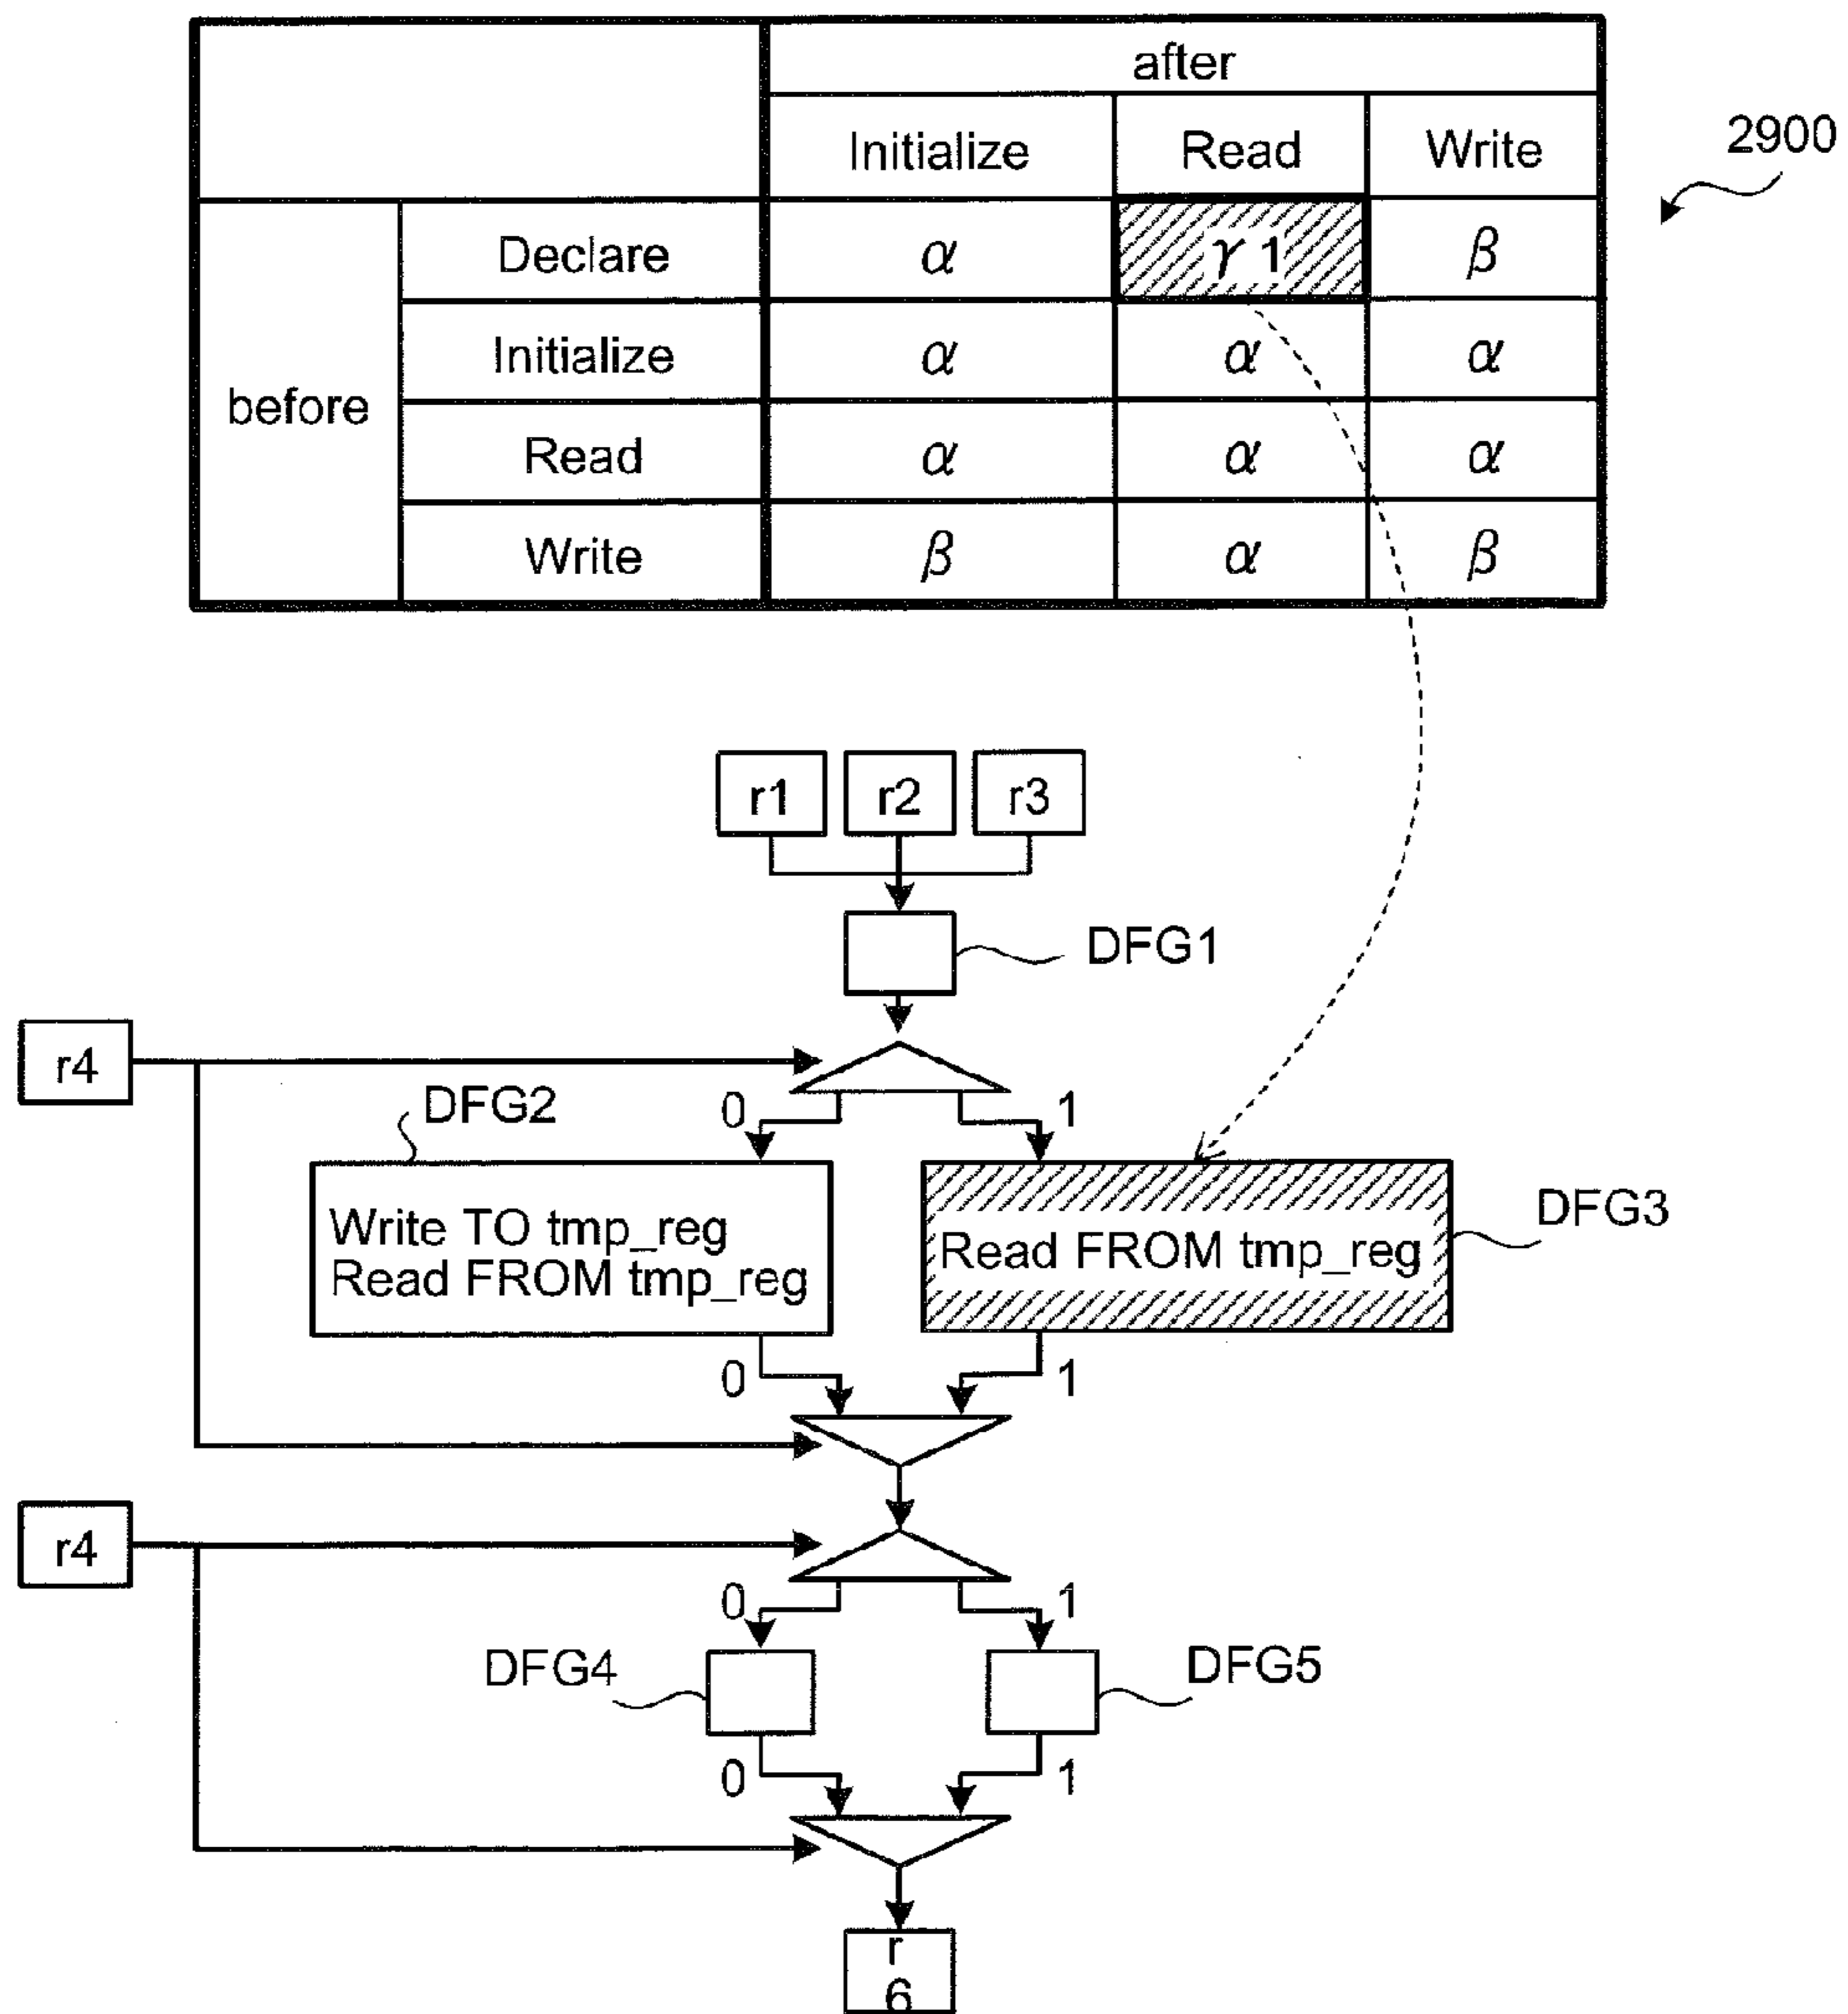 after
Initialize Read Write
2900
before
Declare α γ 1 β
Initialize α α α
Read α α α
Write β α β
r1 r2 r3
DFG1
r4
0 1
DFG2
Write TO tmp_reg
Read FROM tmp_reg
Read FROM tmp_reg
DFG3
0 1
r4
0 1
DFG4
DFG5
0 1
r
6